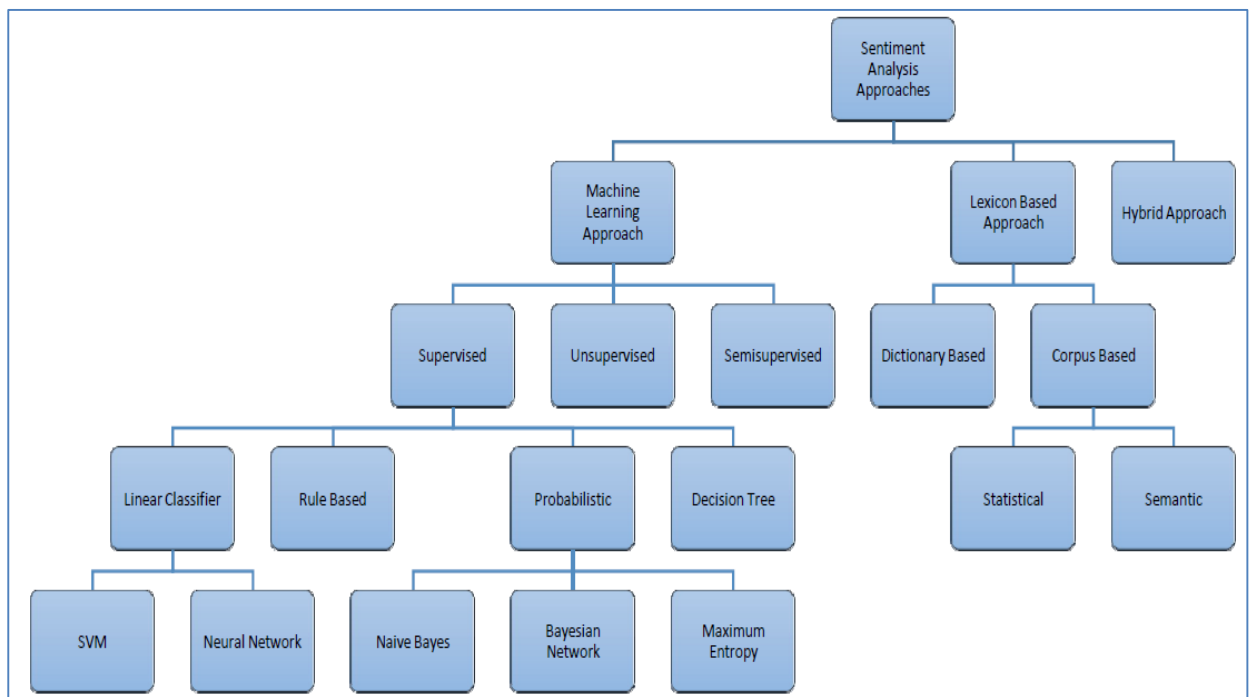 Sentiment
Analysis
Approaches
Machine
Learning
Approach
Lexicon Based
Approach
Hybrid Approach
Supervised
Unsupervised
Semisupervised
Dictionary Based
Corpus Based
Linear Classifier
Rule Based
Probabilistic
Decision Tree
Statistical
Semantic
SVM
Neural Network
Naive Bayes
Bayesian
Network
Maximum
Entropy